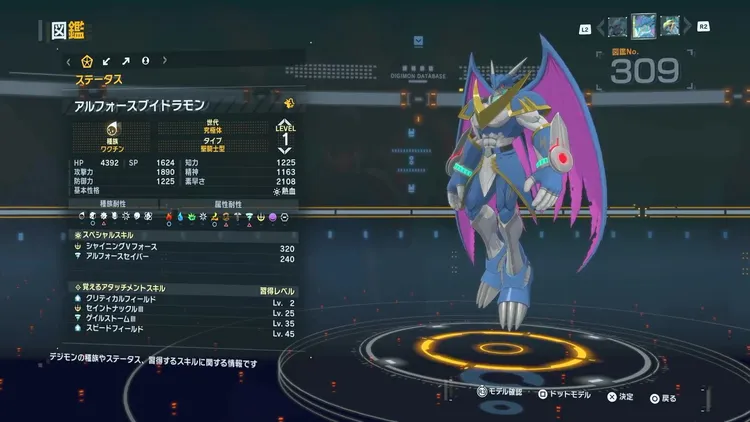 図鑑
L2
R2
図鑑No.
309
DIGIMON DATABASE
ステータス
アルフォースブイドラモン
種族
ワクチン
世代
究極体
タイプ
聖騎士型
LEVEL
1
HP 4392 SP 1624 知力 1225
攻撃力 1890 精神 1163
防御力 1225 素早さ 2108
基本性格 熱血
種族耐性 属性耐性
スペシャルスキル
シャイニングVフォース 320
アルフォースセイバー 240
覚えるアタッチメントスキル 習得レベル
クリティカルフィールド Lv. 2
セイントナックルⅢ Lv. 25
ゲイルストームⅢ Lv. 35
スピードフィールド Lv. 45
デジモンの種族やステータス、習得するスキルに関する情報です
R3 モデル確認 ドットモデル 決定 戻る